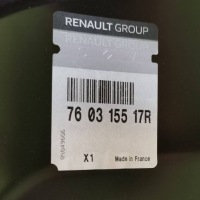 RENAULT GROUP
76 03 155 17R
X1
Made in France